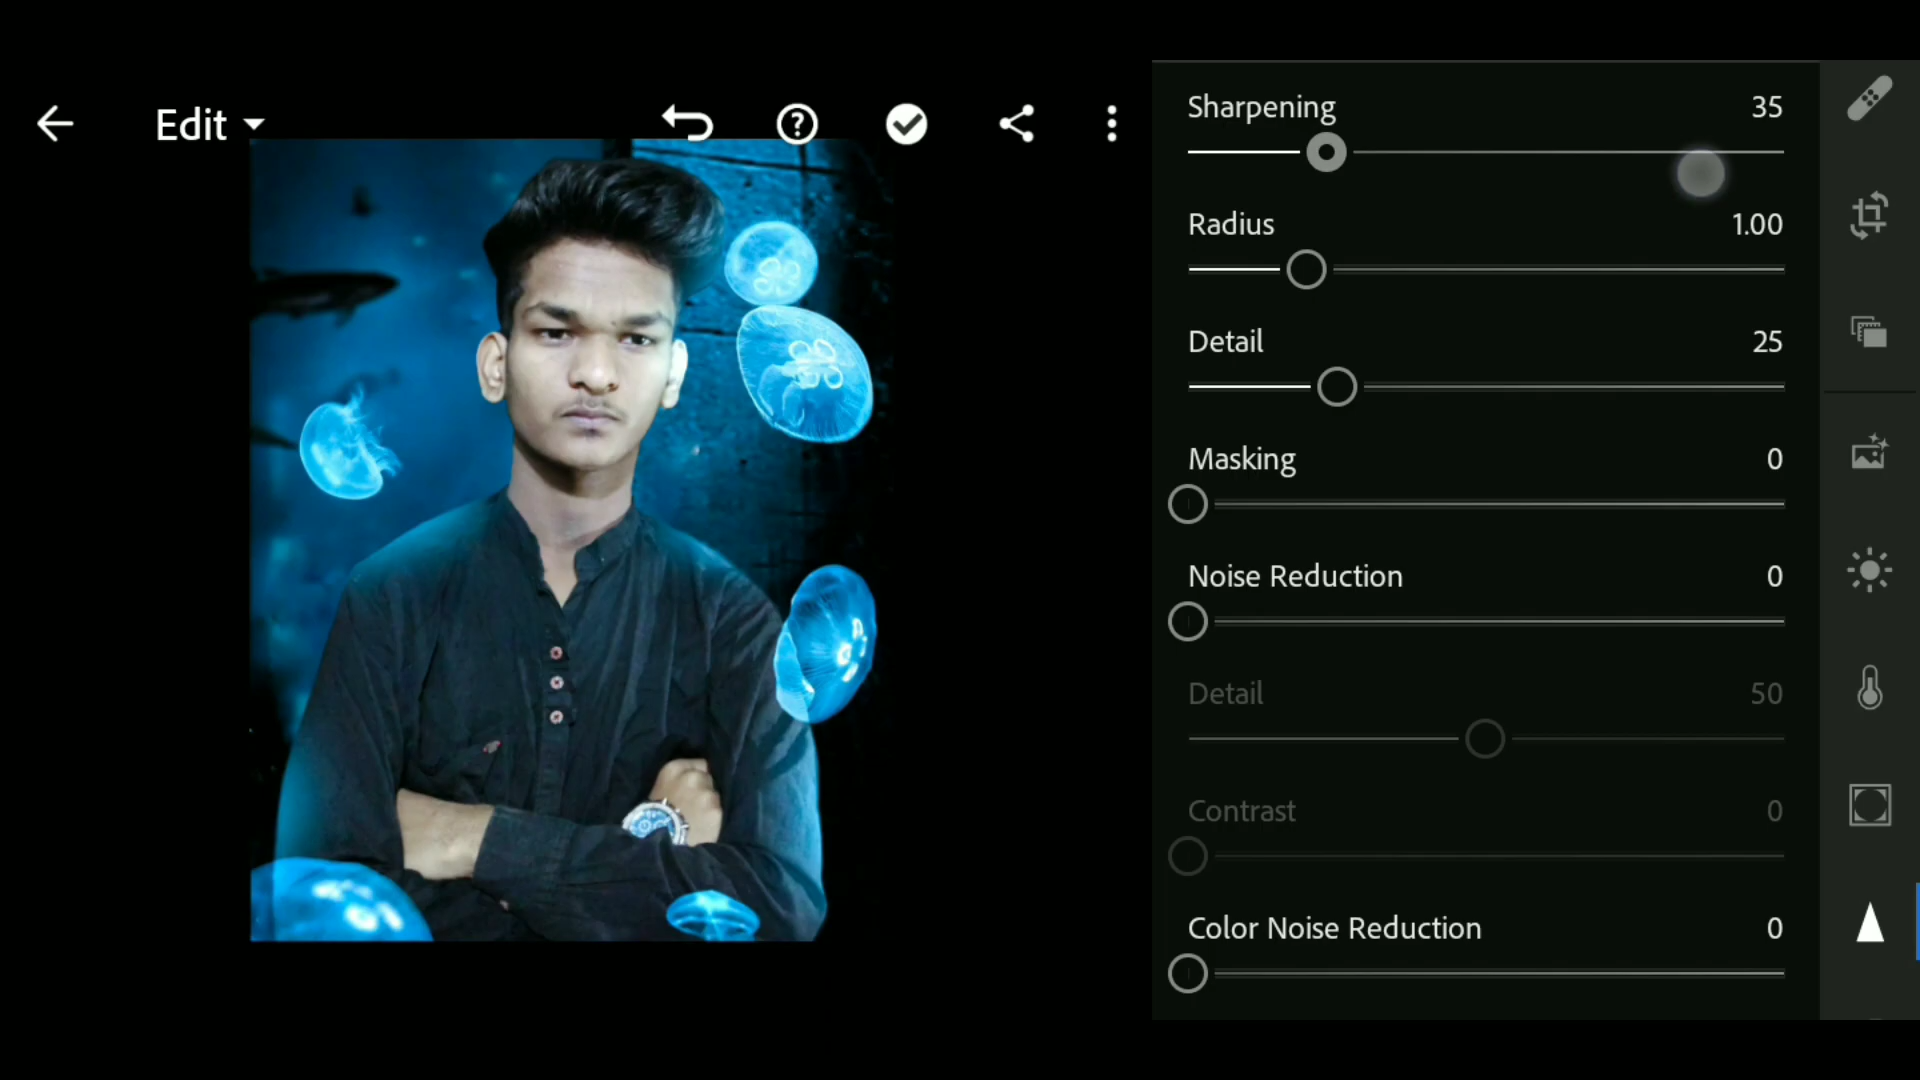 Edit
Sharpening 35
Radius 1.00
Detail 25
Masking 0
Noise Reduction 0
Detail 50
Contrast 0
Color Noise Reduction 0